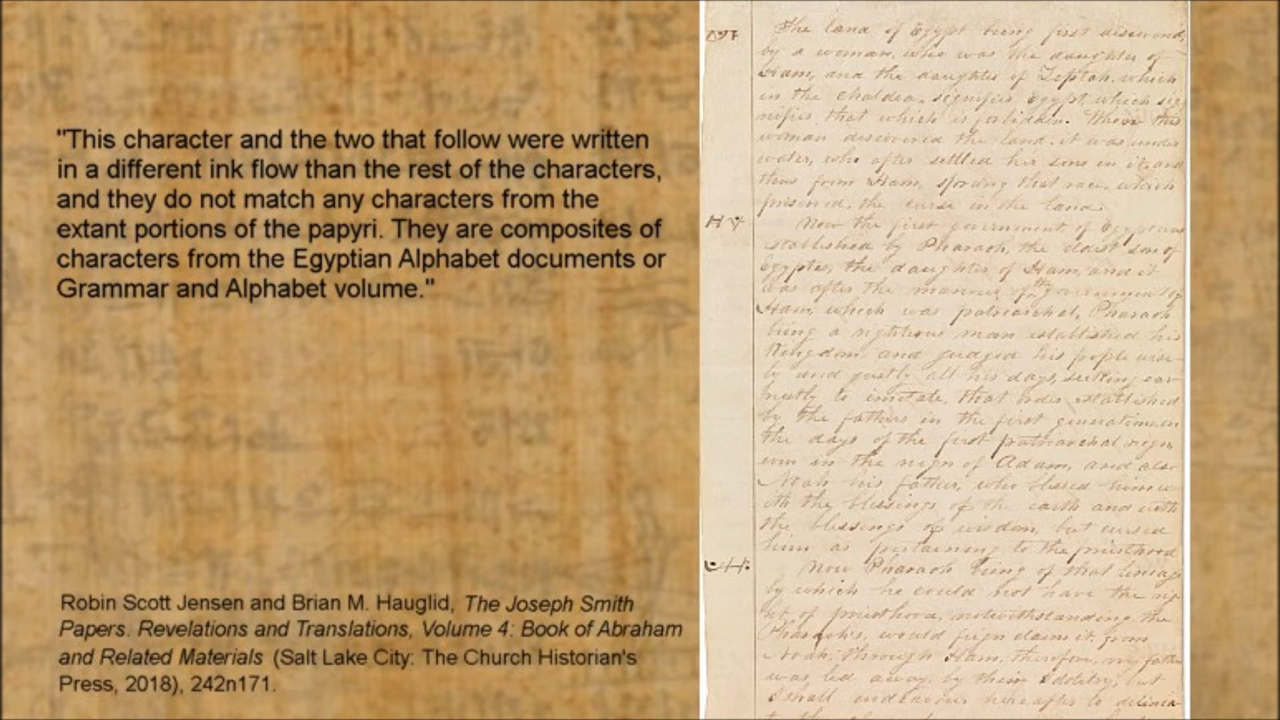 "This character and the two that follow were written
in a different ink flow than the rest of the characters,
and they do not match any characters from the
extant portions of the papyri. They are composites of
characters from the Egyptian Alphabet documents or
Grammar and Alphabet volume."
Robin Scott Jensen and Brian M. Hauglid, The Joseph Smith
Papers. Revelations and Translations, Volume 4: Book of Abraham
and Related Materials (Salt Lake City: The Church Historian's
Press, 2018), 242n171.
The land of Egypt being first discovered,
by a woman, who was the daughter of
Ham, and the daughter of Zeptah. which
in the chaldea, signifies Egypt, which sig
nifies that which is forbidden. When this
woman discovered the land, it was under
water, who after settled her sons in it: and
thus from Ham, sprang that race, which
preserved, the curse in the land.
Now the first government of Egypt
established by Pharaoh, the eldest son of
Egyptes, the daughter of Ham, and it
was after the manner of the government of
Ham, which was patriarchal, Pharaoh
being a righteous man established his
Kingdom, and judged his people wise-
ly and justly all his days, seeking ear
nestly to imitate, that order established
by the fathers in the first generation, in
the days of the first patriarchal reign
even in the reign of Adam, and also
Noah his father, who blessed him w
ith the blessings of the earth and with
the blessings of wisdom, but cursed
him as pertaining to the priesthood
Now Pharaoh being of that lineage
by which he could not have the rig
ht of priesthood, notwithstanding the
Pharaoh's, would feign claim it from
Noah, through Ham, therefore, my father
was led away, by them Idolitry, but
I shall endeavour hereafter to delinia